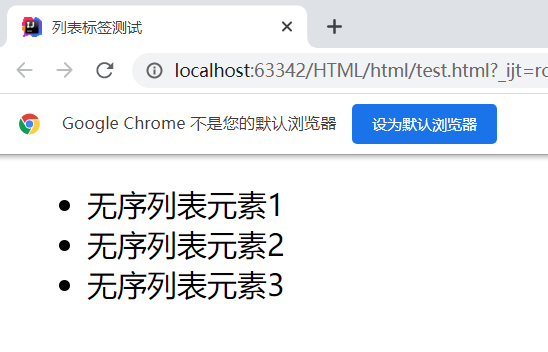 列表标签测试
localhost:63342/HTML/html/test.html?_ijt=ro
Google Chrome 不是您的默认浏览器 设为默认浏览器
• 无序列表元素1
• 无序列表元素2
• 无序列表元素3